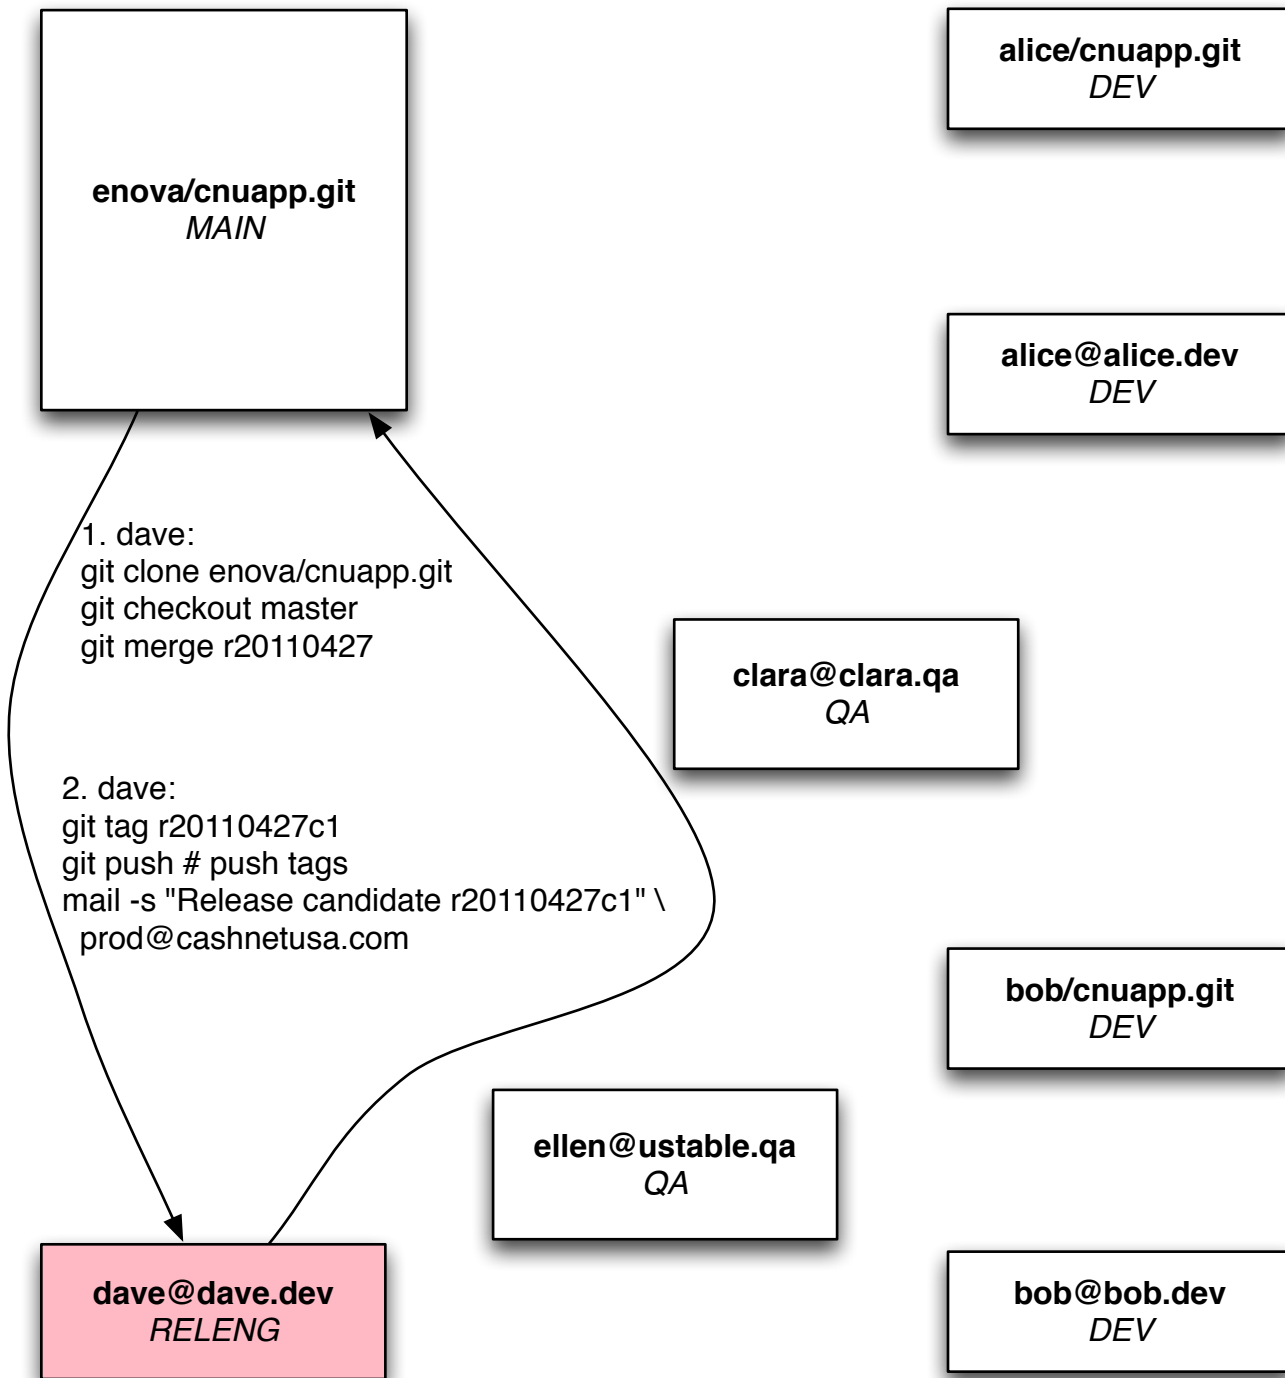 enova/cnuapp.git
MAIN
alice/cnuapp.git
DEV
alice@alice.dev
DEV
1. dave:
git clone enova/cnuapp.git
git checkout master
git merge r20110427
clara@clara.qa
QA
2. dave:
git tag r20110427c1
git push # push tags
mail -s "Release candidate r20110427c1" \
prod@cashnetusa.com
bob/cnuapp.git
DEV
ellen@ustable.qa
QA
dave@dave.dev
RELENG
bob@bob.dev
DEV